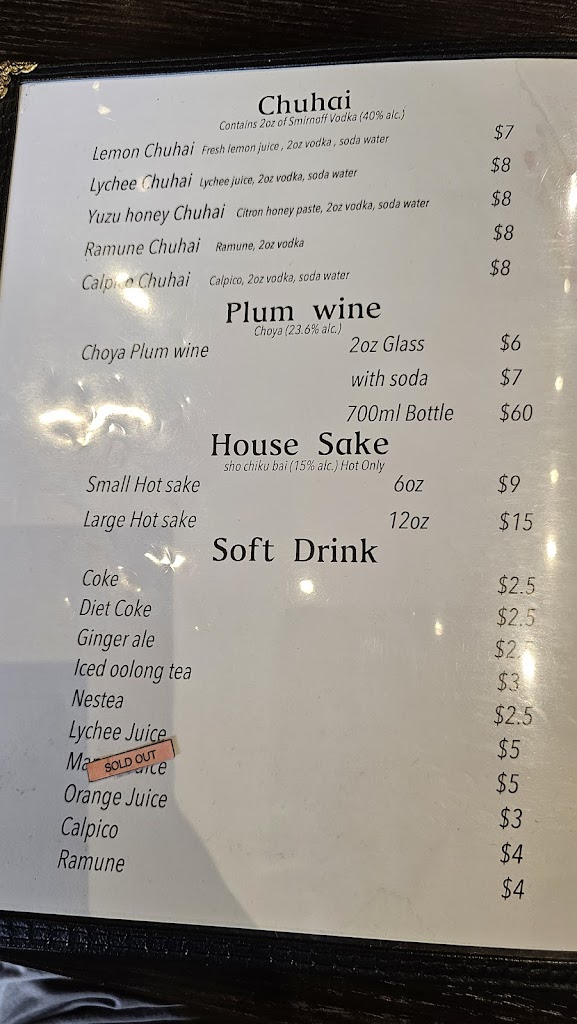 Chuhai
Contains 2oz of Smirnoff Vodka (40% alc.)
Lemon Chuhai Fresh lemon juice , 2oz vodka , soda water $7
Lychee Chuhai Lychee juice, 2oz vodka, soda water $8
Yuzu honey Chuhai Citron honey paste, 2oz vodka, soda water $8
Ramune Chuhai Ramune, 2oz vodka $8
Calpico Chuhai Calpico, 2oz vodka, soda water $8
Plum wine
Choya (23.6% alc.)
Choya Plum wine 2oz Glass $6
with soda $7
700ml Bottle $60
House Sake
sho chiku bai (15% alc.) Hot Only
Small Hot sake 6oz $9
Large Hot sake 12oz $15
Soft Drink
Coke $2.5
Diet Coke $2.5
Ginger ale $2.5
Iced oolong tea $3
Nestea $2.5
Lychee Juice $5
SOLD OUT $5
Orange Juice $3
Calpico $4
Ramune $4